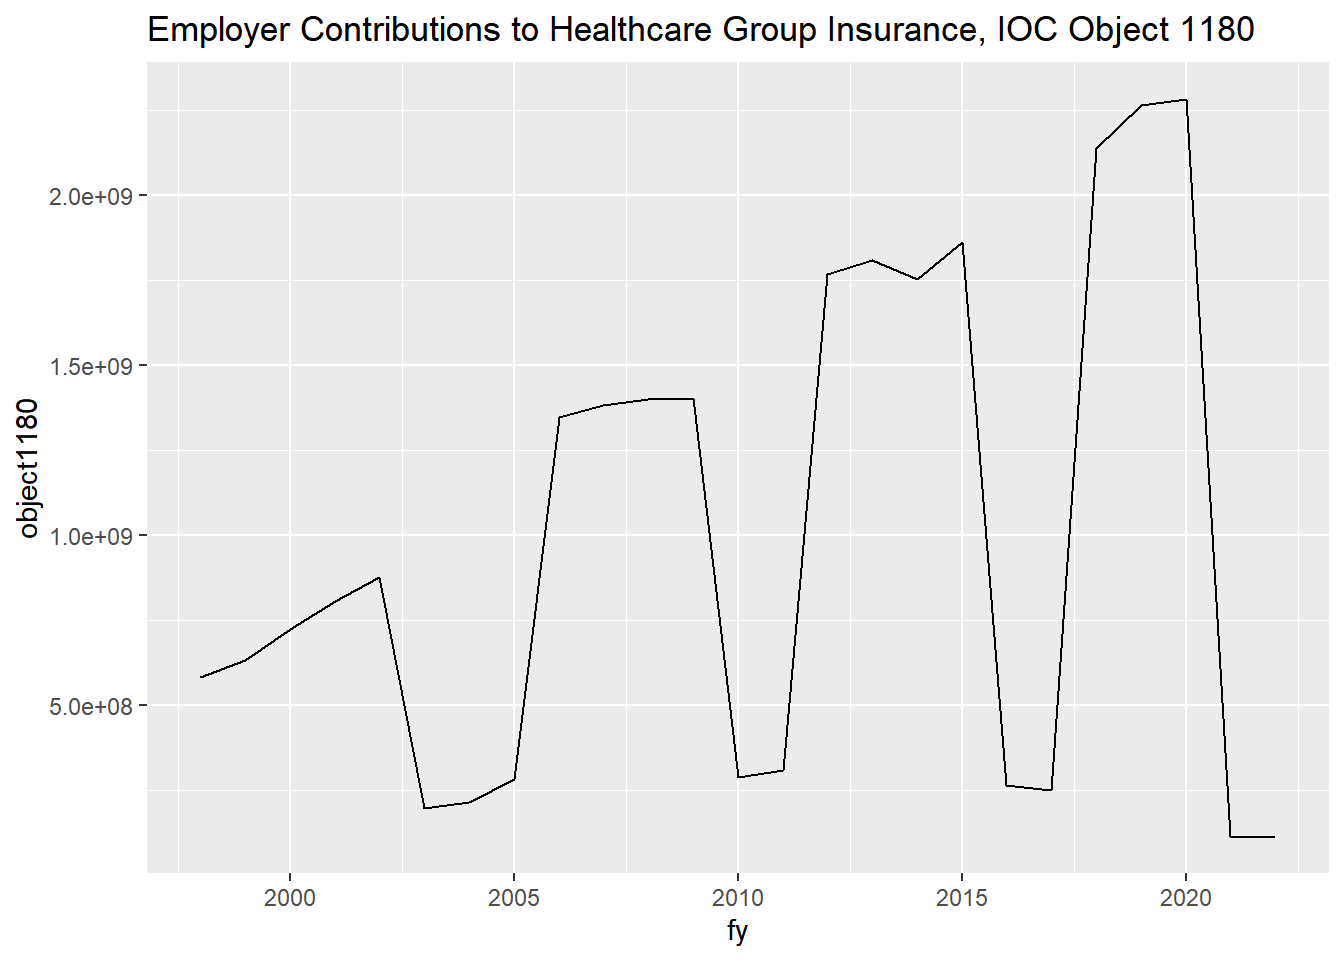 Employer Contributions to Healthcare Group Insurance, IOC Object 1180
object1180
2.0e+09
1.5e+09
1.0e+09
5.0e+08
2000 2005 2010 2015 2020
fy